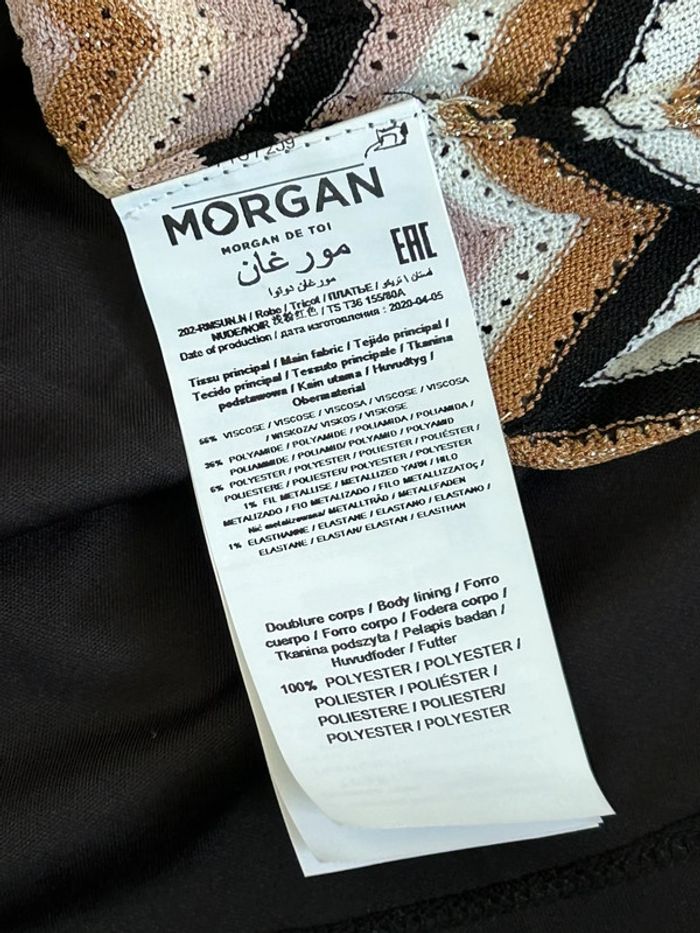 MORGAN
MORGAN DE TOI
EAC
مورغان
مورغان دوتوا
202-RMSUN.N / Robe / Tricot / ПЛАТЬЕ / فستان / تريكو
NUDE/NOIR / TS T36 155/80A
Date of production / дата изготовления : 2020-04-05
Tissu principal / Main fabric / Tejido principal /
Tecido principal / Tessuto principale / Tkanina
podstawowa / Kain utama / Huvudtyg /
Obermaterial
56% VISCOSE / VISCOSE / VISCOSA / VISCOSE / VISCOSA
/ WISKOZA/ VISKOS / VISKOSE
36% POLYAMIDE / POLYAMIDE / POLIAMIDA / POLIAMIDA /
POLIAMMIDE / POLIAMID/ POLYAMID / POLYAMID
6% POLYESTER / POLYESTER / POLIESTER / POLIÉSTER /
POLIESTERE / POLIESTER/ POLYESTER / POLYESTER
1% FIL METALLISE / METALLIZED YARN / HILO
METALIZADO / FIO METALIZADO / FILO METALLIZZATO /
Nić metalizowana/ METALLTRÅD / METALLFADEN
1% ELASTHANNE / ELASTANE / ELASTANO / ELASTANO /
ELASTANE / ELASTAN/ ELASTAN / ELASTHAN
Doublure corps / Body lining / Forro
cuerpo / Forro corpo / Fodera corpo /
Tkanina podszyta / Pelapis badan /
Huvudfoder / Futter
100% POLYESTER / POLYESTER /
POLIESTER / POLIÉSTER /
POLIESTERE / POLIESTER/
POLYESTER / POLYESTER